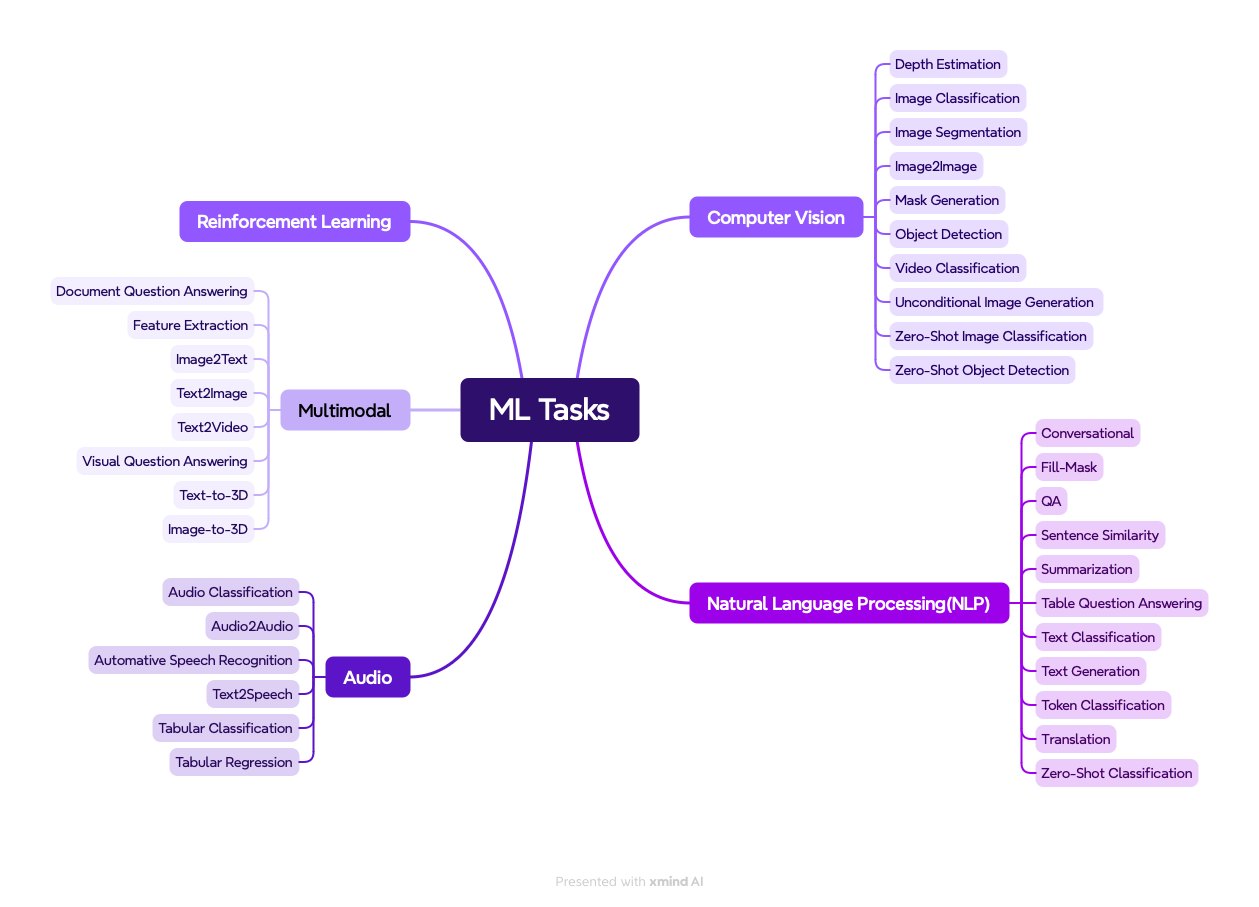 ML Tasks
Computer Vision
Depth Estimation
Image Classification
Image Segmentation
Image2Image
Mask Generation
Object Detection
Video Classification
Unconditional Image Generation
Zero-Shot Image Classification
Zero-Shot Object Detection
Natural Language Processing(NLP)
Conversational
Fill-Mask
QA
Sentence Similarity
Summarization
Table Question Answering
Text Classification
Text Generation
Token Classification
Translation
Zero-Shot Classification
Reinforcement Learning
Multimodal
Document Question Answering
Feature Extraction
Image2Text
Text2Image
Text2Video
Visual Question Answering
Text-to-3D
Image-to-3D
Audio
Audio Classification
Audio2Audio
Automative Speech Recognition
Text2Speech
Tabular Classification
Tabular Regression
Presented with xmind AI